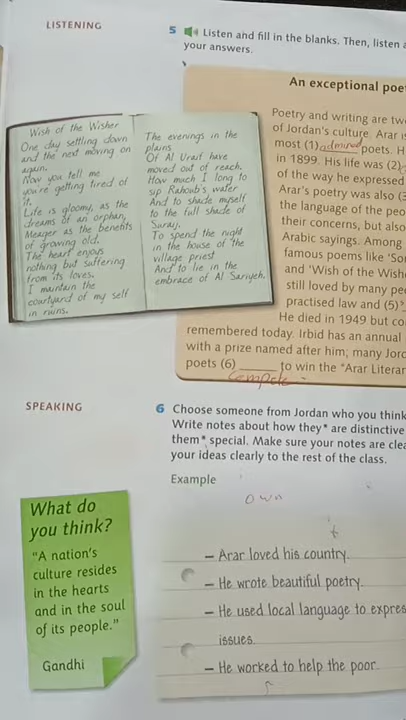 LISTENING
5 Listen and fill in the blanks. Then, listen a
your answers.
Wish of the Wisher
One day settling down
and the next moving on
again.
Now you tell me
you're getting tired of
it.
Life is gloomy, as the
dreams of an orphan,
Meager as the benefits
of growing old.
The heart enjoys
nothing but suffering
from its loves.
I maintain the
courtyard of my self
in ruins.
The evenings in the
plains
Of Al Uraif have
moved out of reach.
How much I long to
sip Rahoub's water
And to shade myself
to the full shade of
Saraj,
To spend the night
in the house of the
village priest
And to lie in the
embrace of Al Sariyeh.
An exceptional poe
Poetry and writing are two
of Jordan's culture. Arar is
most (1) admired poets. H
in 1899. His life was (2)
of the way he expressed
Arar's poetry was also (3
the language of the peo
their concerns, but also
Arabic sayings. Among
famous poems like 'So
and 'Wish of the Wishe
still loved by many pe
practised law and (5)
He died in 1949 but co
remembered today. Irbid has an annual
with a prize named after him; many Jord
poets (6) ______ to win the "Arar Literar
compete
SPEAKING
6 Choose someone from Jordan who you think
Write notes about how they* are distinctive
them* special. Make sure your notes are clea
your ideas clearly to the rest of the class.
Example
own
What do
you think?
"A nation's
culture resides
in the hearts
and in the soul
of its people."
Gandhi
– Arar loved his country.
– He wrote beautiful poetry.
– He used local language to expres
issues.
– He worked to help the poor.